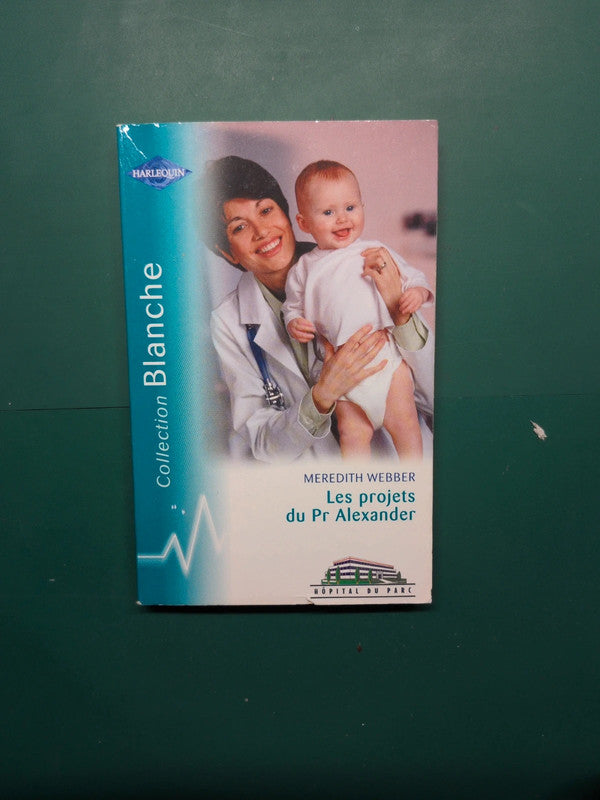 HARLEQUIN
Collection Blanche
MEREDITH WEBBER
Les projets
du Pr Alexander
HÔPITAL DU PARC